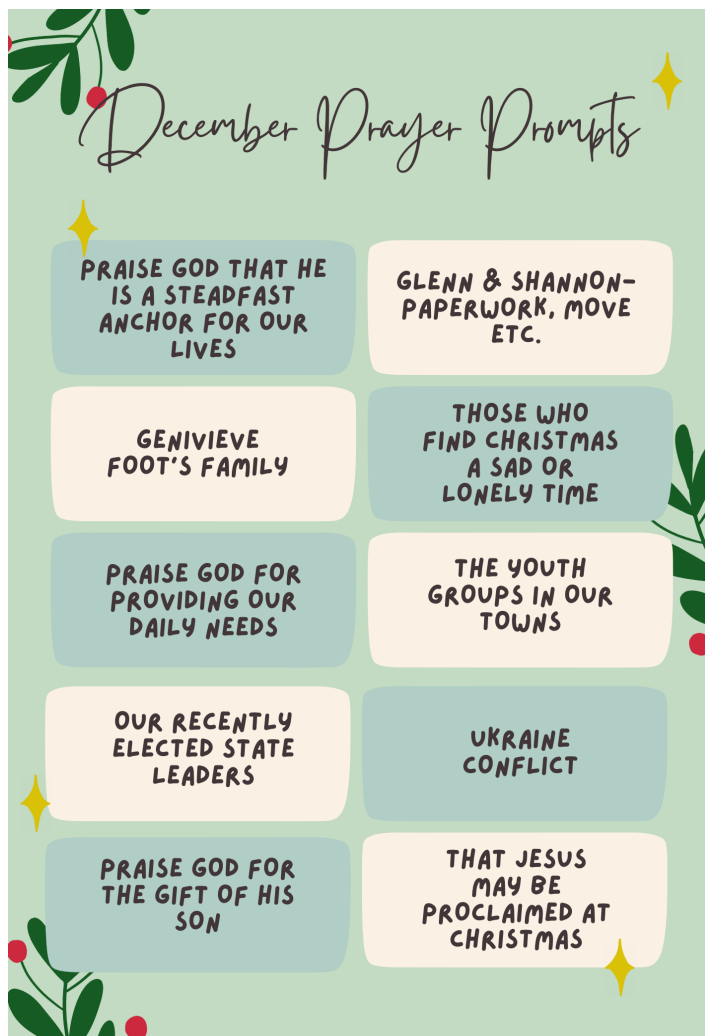 December Prayer Prompts
PRAISE GOD THAT HE
IS A STEADFAST
ANCHOR FOR OUR
LIVES
GLENN & SHANNON-
PAPERWORK, MOVE
ETC.
GENIVIEVE
FOOT'S FAMILY
THOSE WHO
FIND CHRISTMAS
A SAD OR
LONELY TIME
PRAISE GOD FOR
PROVIDING OUR
DAILY NEEDS
THE YOUTH
GROUPS IN OUR
TOWNS
OUR RECENTLY
ELECTED STATE
LEADERS
UKRAINE
CONFLICT
PRAISE GOD FOR
THE GIFT OF HIS
SON
THAT JESUS
MAY BE
PROCLAIMED AT
CHRISTMAS